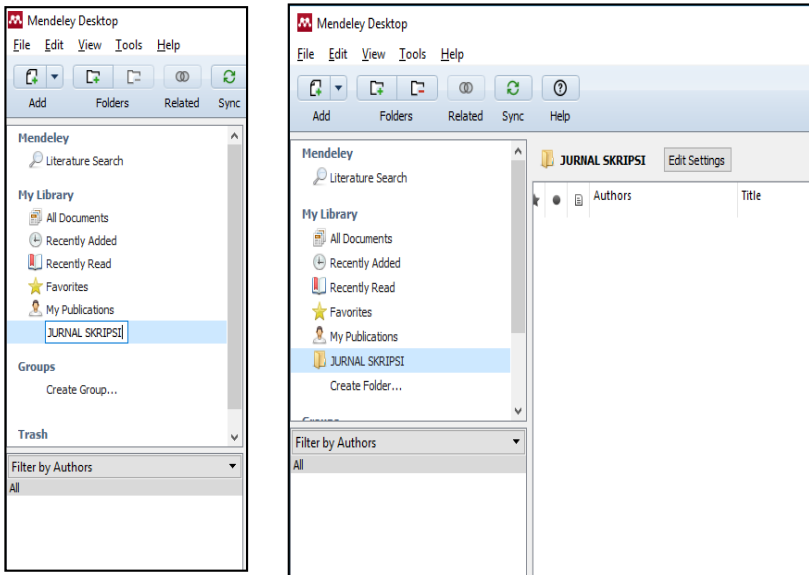 Mendeley Desktop
File Edit View Tools Help
Add Folders Related Sync
Mendeley
Literature Search
My Library
All Documents
Recently Added
Recently Read
Favorites
My Publications
JURNAL SKRIPSI
Groups
Create Group...
Trash
Filter by Authors
All
Mendeley Desktop
File Edit View Tools Help
Add Folders Related Sync Help
Mendeley
Literature Search
My Library
All Documents
Recently Added
Recently Read
Favorites
My Publications
JURNAL SKRIPSI
Create Folder...
Filter by Authors
All
JURNAL SKRIPSI Edit Settings
Authors Title